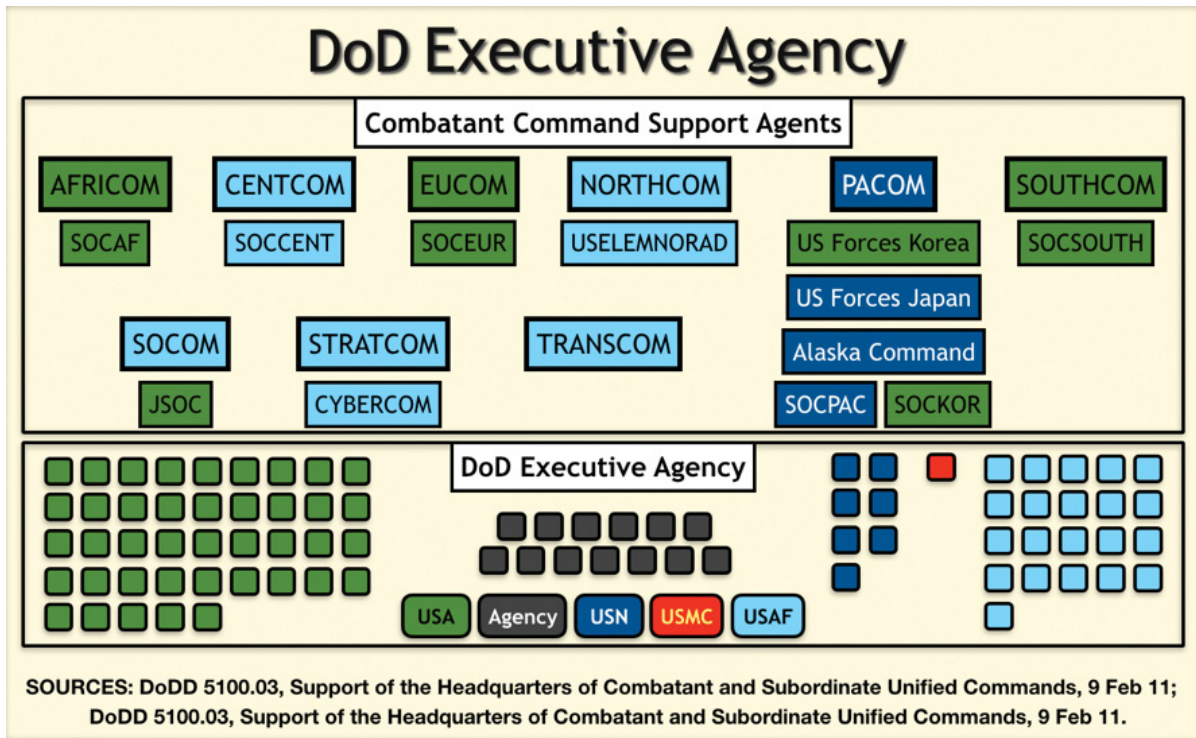 DoD Executive Agency
Combatant Command Support Agents
AFRICOM CENTCOM EUCOM NORTHCOM PACOM SOUTHCOM
SOCAF SOCCENT SOCEUR USELEMNORAD US Forces Korea SOCSOUTH
US Forces Japan
SOCOM STRATCOM TRANSCOM Alaska Command
JSOC CYBERCOM SOCPAC SOCKOR
DoD Executive Agency
USA Agency USN USMC USAF
SOURCES: DoDD 5100.03, Support of the Headquarters of Combatant and Subordinate Unified Commands, 9 Feb 11;
DoDD 5100.03, Support of the Headquarters of Combatant and Subordinate Unified Commands, 9 Feb 11.